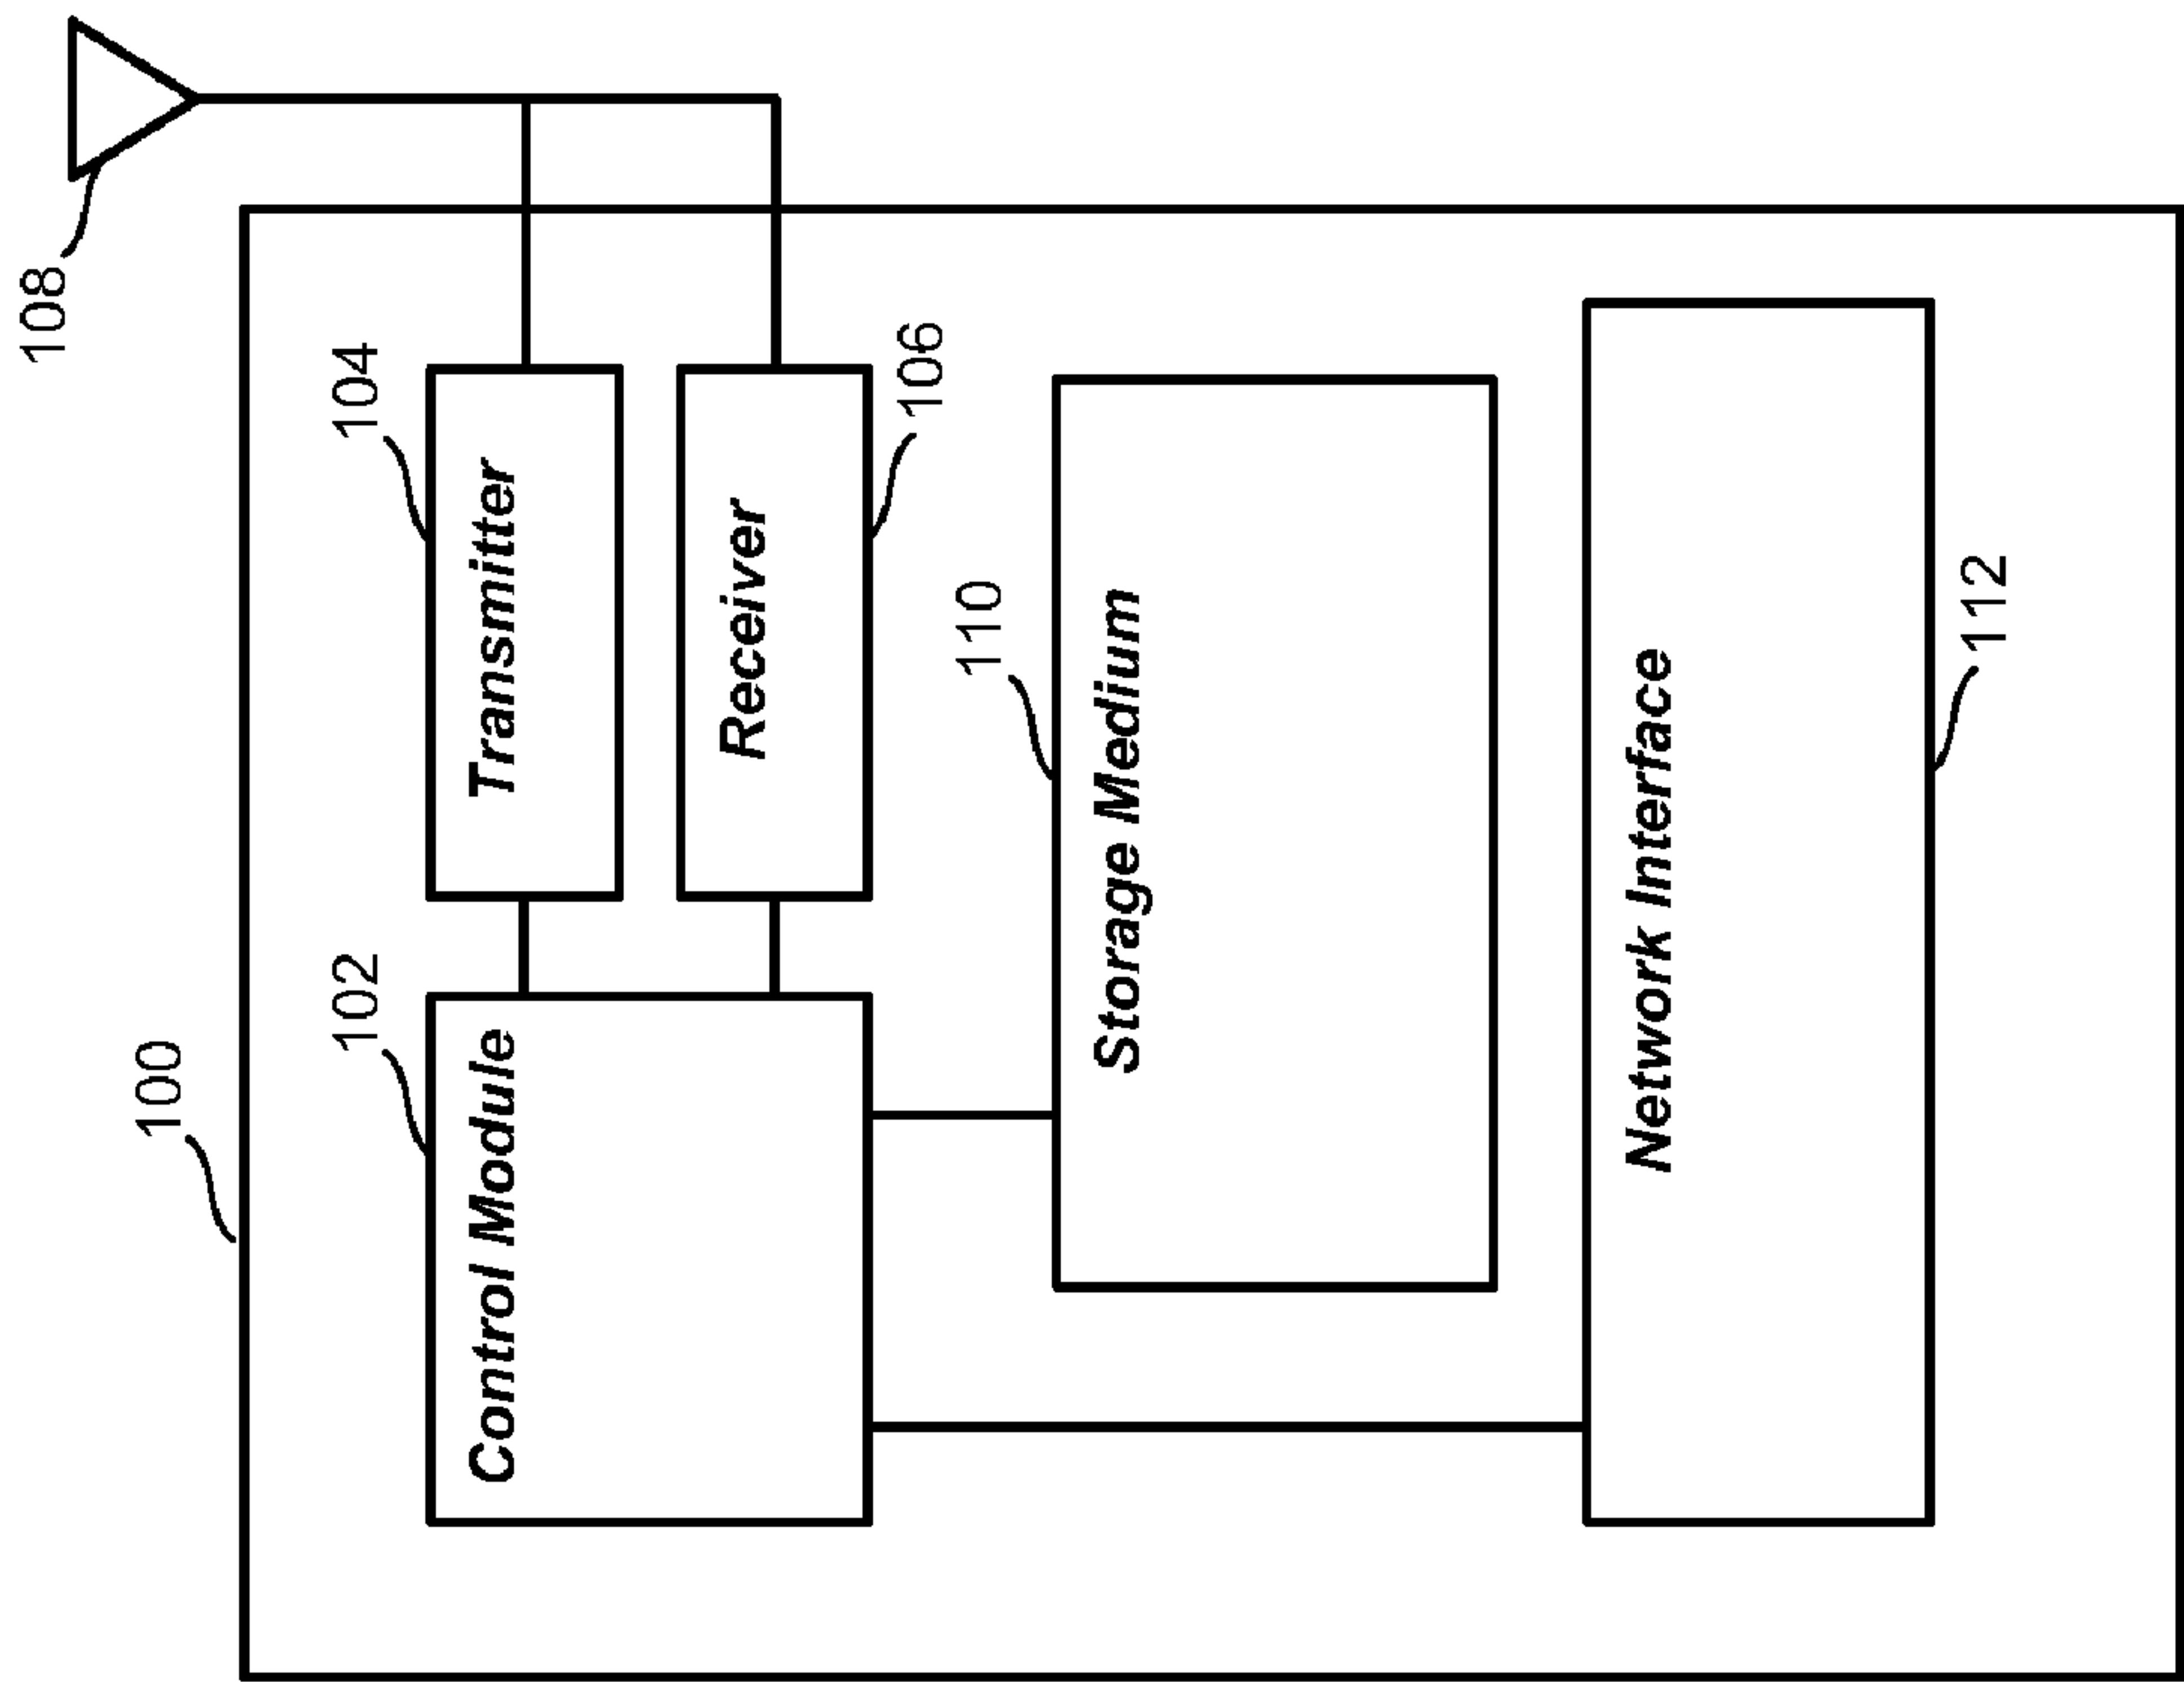 100
108
102
Control Module
104
Transmitter
Receiver
106
110
Storage Medium
Network Interface
112